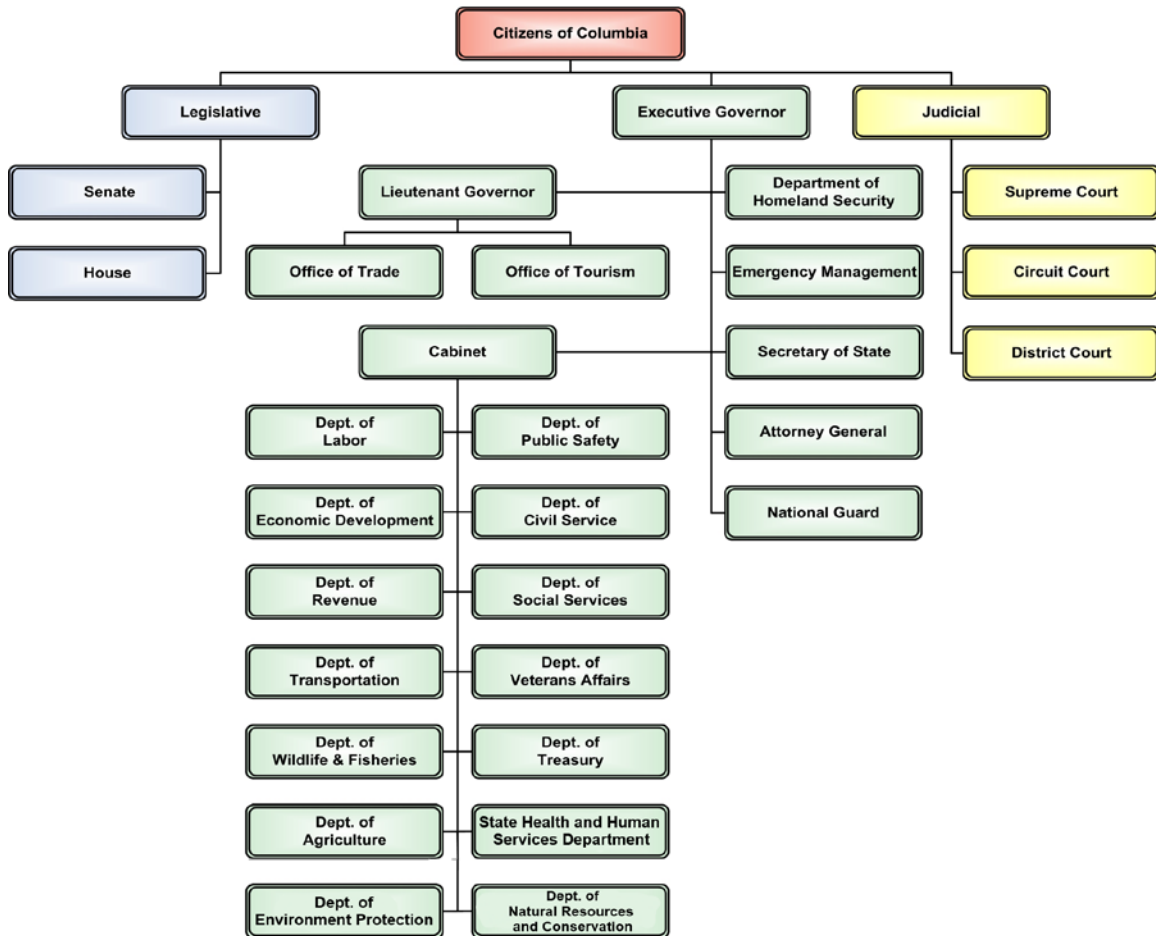 Citizens of Columbia
Legislative
Executive Governor
Judicial
Senate
Lieutenant Governor
Department of
Homeland Security
Supreme Court
House
Office of Trade
Office of Tourism
Emergency Management
Circuit Court
Cabinet
Secretary of State
District Court
Dept. of
Labor
Dept. of
Public Safety
Attorney General
Dept. of
Economic Development
Dept. of
Civil Service
National Guard
Dept. of
Revenue
Dept. of
Social Services
Dept. of
Transportation
Dept. of
Veterans Affairs
Dept. of
Wildlife & Fisheries
Dept. of
Treasury
Dept. of
Agriculture
State Health and Human
Services Department
Dept. of
Environment Protection
Dept. of
Natural Resources
and Conservation